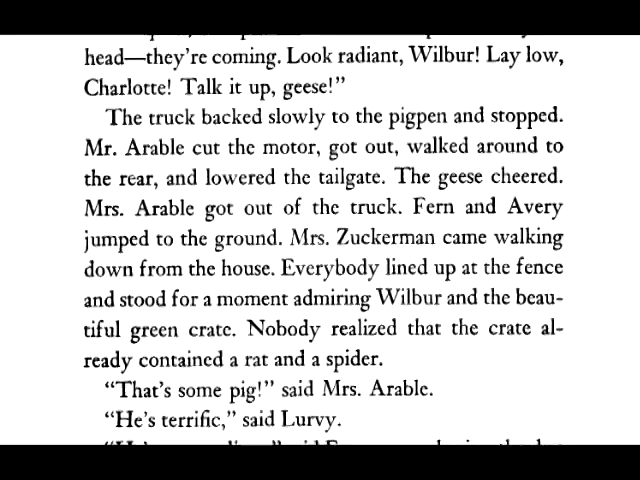 head—they're coming. Look radiant, Wilbur! Lay low,
Charlotte! Talk it up, geese!”
The truck backed slowly to the pigpen and stopped.
Mr. Arable cut the motor, got out, walked around to
the rear, and lowered the tailgate. The geese cheered.
Mrs. Arable got out of the truck. Fern and Avery
jumped to the ground. Mrs. Zuckerman came walking
down from the house. Everybody lined up at the fence
and stood for a moment admiring Wilbur and the beau-
tiful green crate. Nobody realized that the crate al-
ready contained a rat and a spider.
“That's some pig!” said Mrs. Arable.
“He's terrific,” said Lurvy.